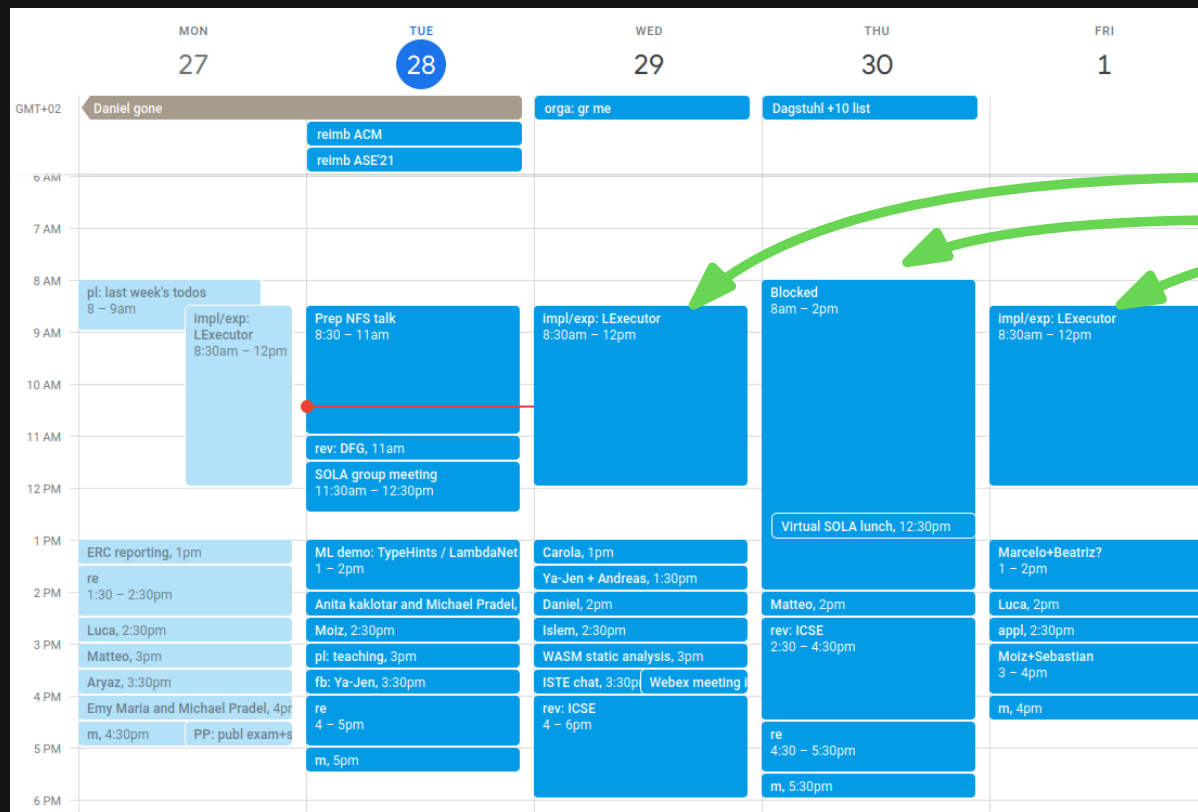 MON
TUE
WED
THU
FRI
27
28
29
30
1
GMT+02
Daniel gone
orga: gr me
Dagstuhl +10 list
reimb ACM
reimb ASE'21
6 AM
7 AM
8 AM
9 AM
10 AM
11 AM
12 PM
1 PM
2 PM
3 PM
4 PM
5 PM
6 PM
pl: last week's todos
8 – 9am
impl/exp:
LExecutor
8:30am – 12pm
ERC reporting, 1pm
re
1:30 – 2:30pm
Luca, 2:30pm
Matteo, 3pm
Aryaz, 3:30pm
Emy Maria and Michael Pradel, 4pr
m, 4:30pm
PP: publ exam+s
Prep NFS talk
8:30 – 11am
rev: DFG, 11am
SOLA group meeting
11:30am – 12:30pm
ML demo: TypeHints / LambdaNet
1 – 2pm
Anita kaklotar and Michael Pradel,
Moiz, 2:30pm
pl: teaching, 3pm
fb: Ya-Jen, 3:30pm
re
4 – 5pm
m, 5pm
impl/exp: LExecutor
8:30am – 12pm
Carola, 1pm
Ya-Jen + Andreas, 1:30pm
Daniel, 2pm
Islem, 2:30pm
WASM static analysis, 3pm
ISTE chat, 3:30p
Webex meeting i
rev: ICSE
4 – 6pm
Blocked
8am – 2pm
Virtual SOLA lunch, 12:30pm
Matteo, 2pm
rev: ICSE
2:30 – 4:30pm
re
4:30 – 5:30pm
m, 5:30pm
impl/exp: LExecutor
8:30am – 12pm
Marcelo+Beatriz?
1 – 2pm
Luca, 2pm
appl, 2:30pm
Moiz+Sebastian
3 – 4pm
m, 4pm